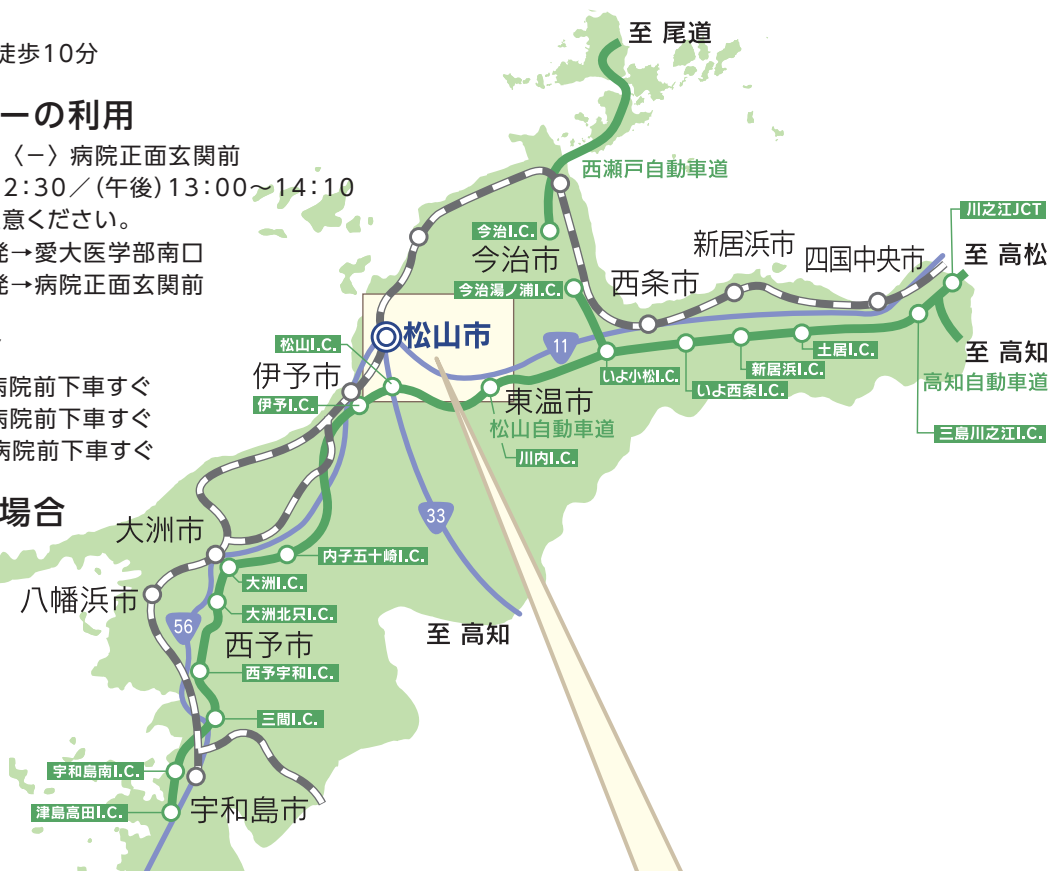 徒歩10分
ーの利用
〈−〉病院正面玄関前
2：30／（午後）13：00〜14：10
意ください。
発→愛大医学部南口
発→病院正面玄関前
病院前下車すぐ
病院前下車すぐ
病院前下車すぐ
場合
至 尾道
西瀬戸自動車道
今治I.C.
今治市
今治湯ノ浦I.C.
新居浜市
西条市
四国中央市
川之江JCT
至 高松
至 高知
高知自動車道
三島川之江I.C.
松山I.C.
松山市
11
伊予市
伊予I.C.
いよ小松I.C.
いよ西条I.C.
新居浜I.C.
土居I.C.
東温市
松山自動車道
川内I.C.
33
大洲市
内子五十崎I.C.
大洲I.C.
八幡浜市
大洲北只I.C.
56
西予市
至 高知
西予宇和I.C.
三間I.C.
宇和島南I.C.
津島高田I.C.
宇和島市